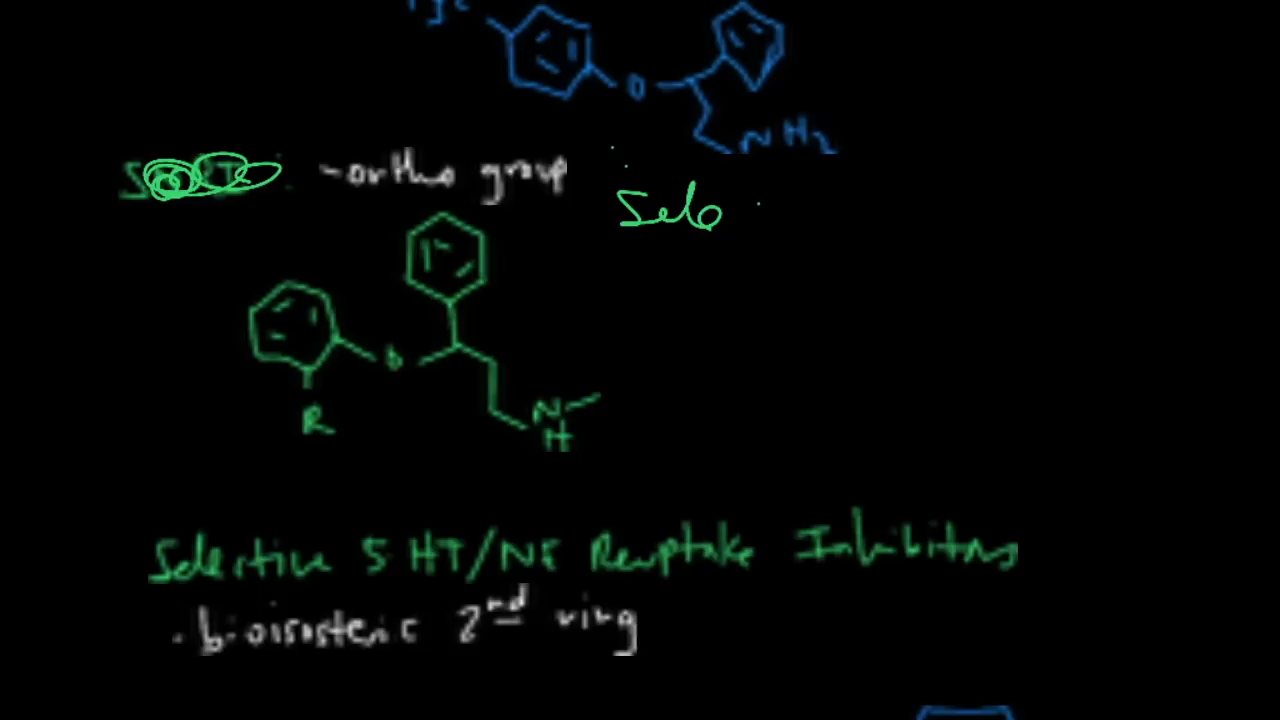 O
NH2
- ortho group
Sele
O
R
N
H
Selective 5HT/NE Reuptake Inhibitors
. bioisosteric 2nd ring